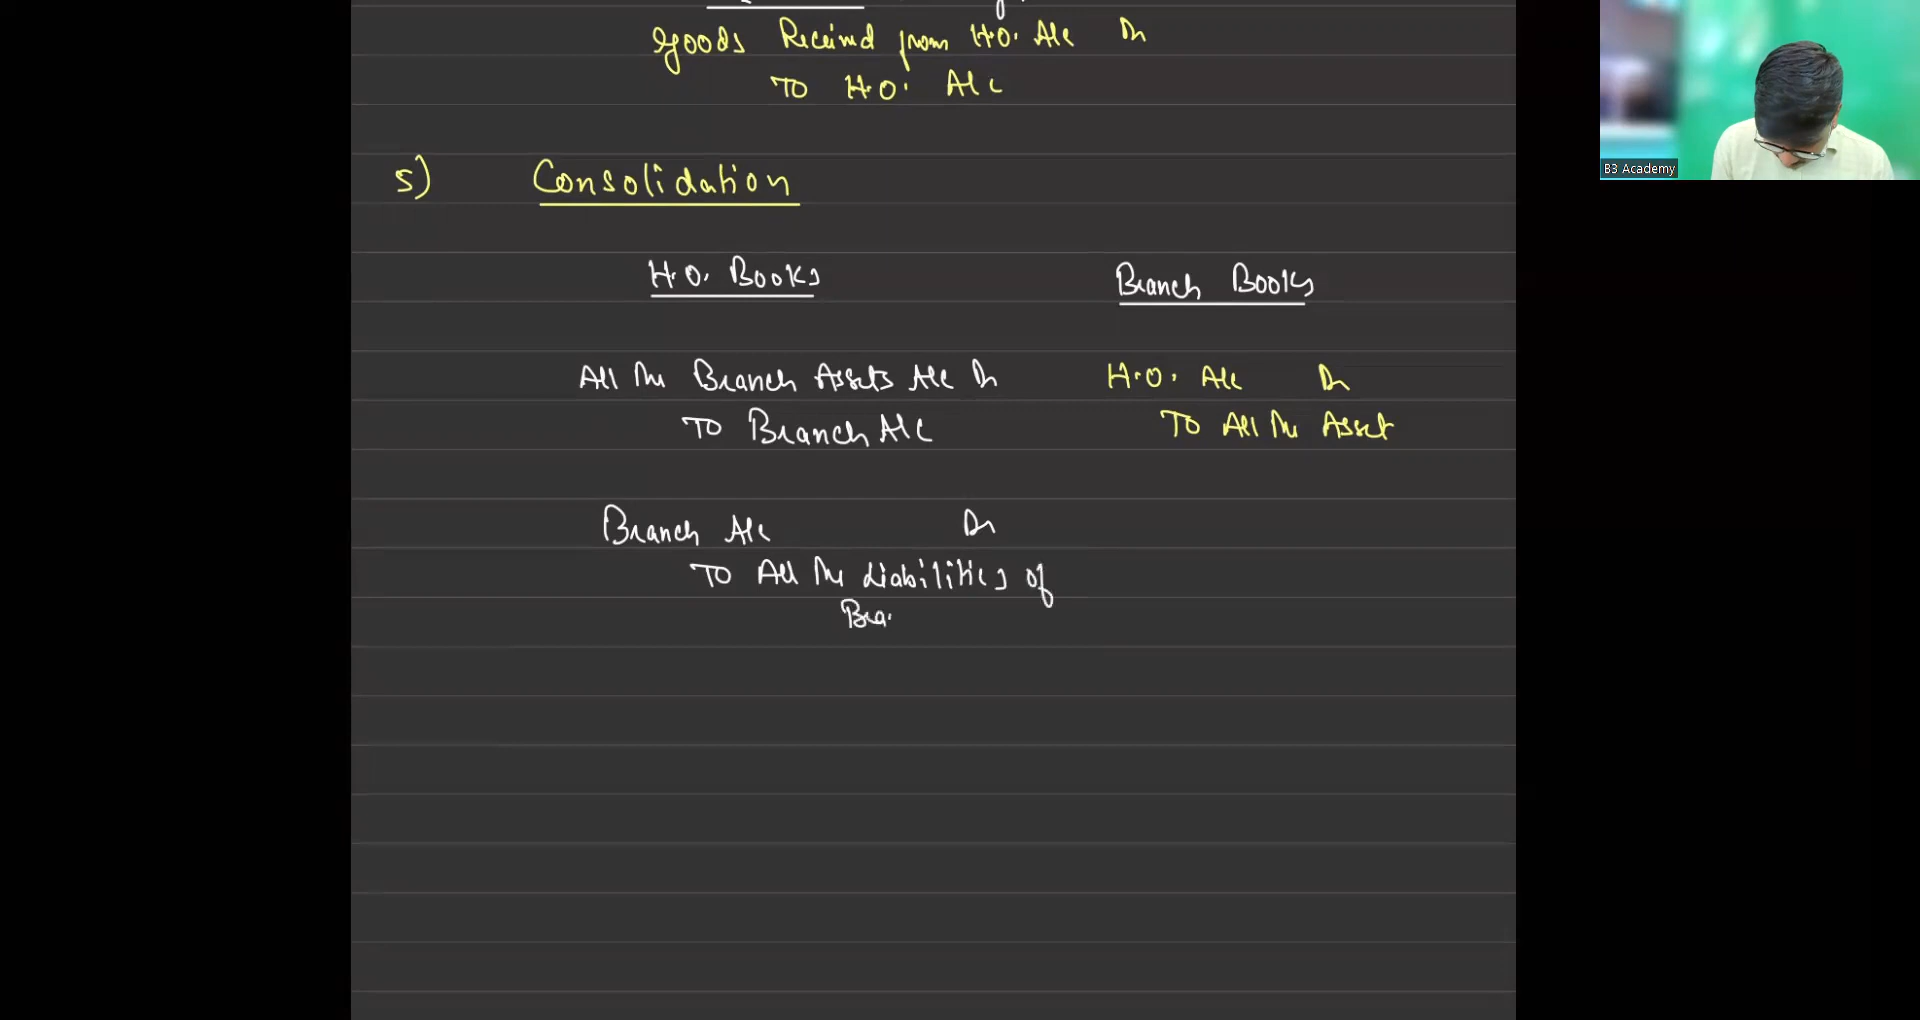 Goods Received from H.O. A/c Dr
To H.O. A/c
B3 Academy
5) Consolidation
H.O. Books
Branch Books
All the Branch Assets A/c Dr
To Branch A/c
H.O. A/c Dr
To All the Asset
Branch A/c Dr
To All the Liabilities of
Bra